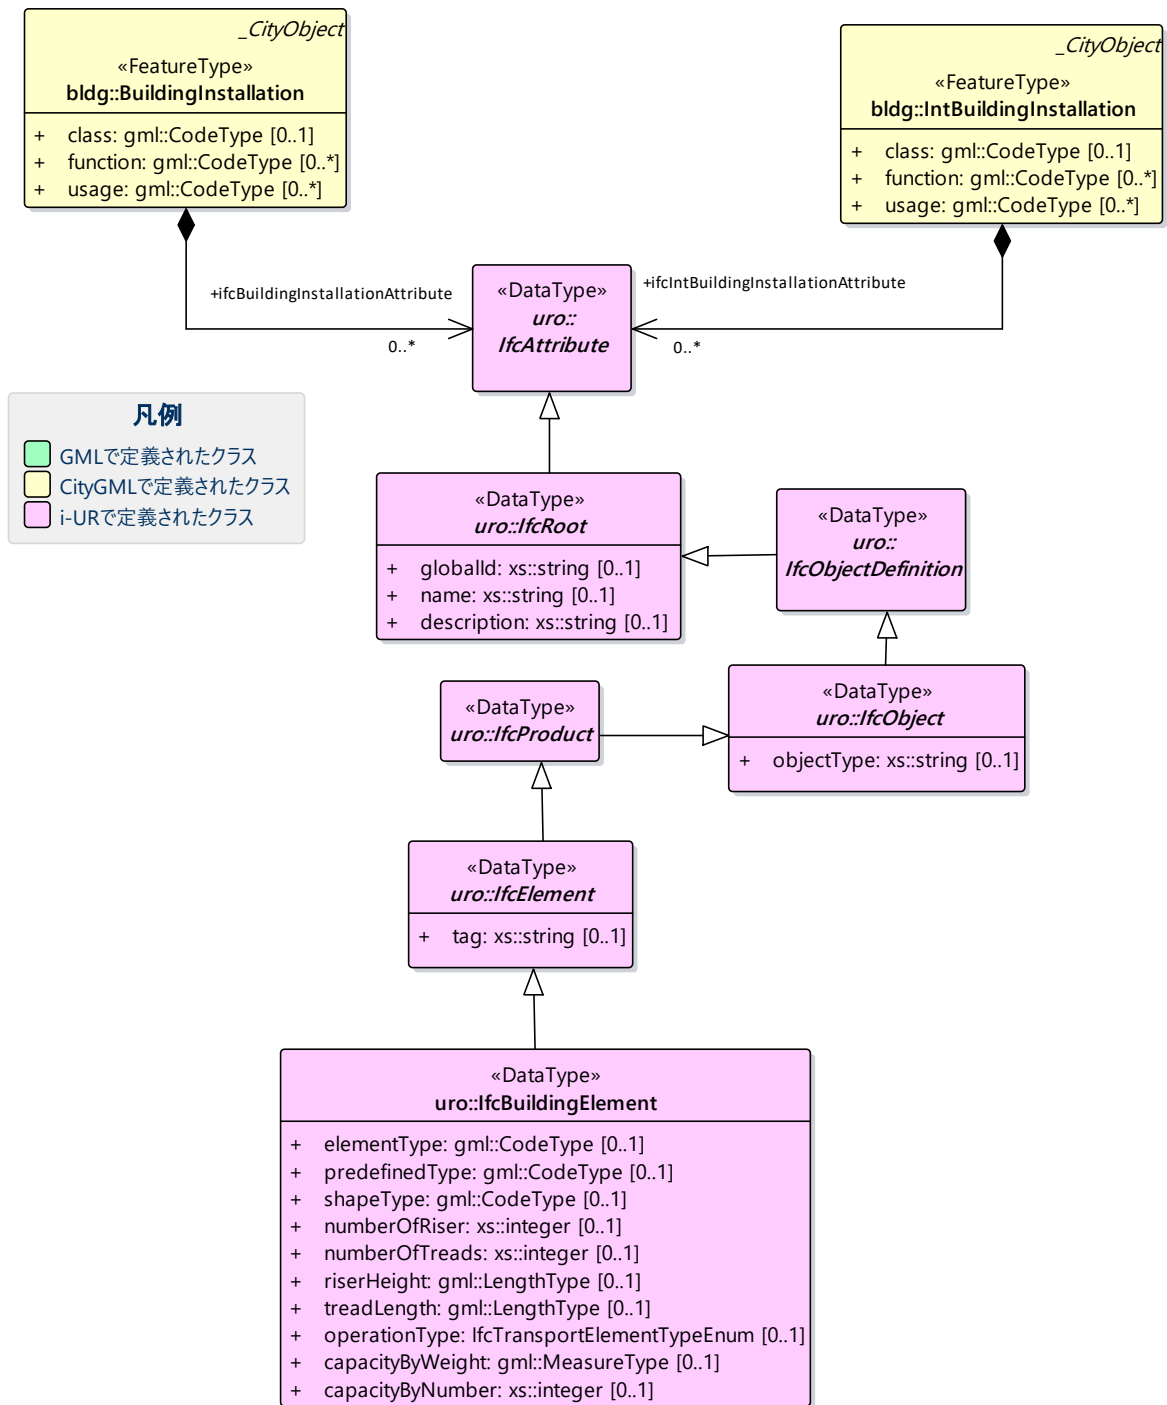 _CityObject
«FeatureType»
bldg::BuildingInstallation
+ class: gml::CodeType [0..1]
+ function: gml::CodeType [0..*]
+ usage: gml::CodeType [0..*]
_CityObject
«FeatureType»
bldg::IntBuildingInstallation
+ class: gml::CodeType [0..1]
+ function: gml::CodeType [0..*]
+ usage: gml::CodeType [0..*]
+ifcBuildingInstallationAttribute
0..*
«DataType»
uro::
IfcAttribute
+ifcIntBuildingInstallationAttribute
0..*
凡例
GMLで定義されたクラス
CityGMLで定義されたクラス
i-URで定義されたクラス
«DataType»
uro::IfcRoot
+ globalId: xs::string [0..1]
+ name: xs::string [0..1]
+ description: xs::string [0..1]
«DataType»
uro::
IfcObjectDefinition
«DataType»
uro::IfcProduct
«DataType»
uro::IfcObject
+ objectType: xs::string [0..1]
«DataType»
uro::IfcElement
+ tag: xs::string [0..1]
«DataType»
uro::IfcBuildingElement
+ elementType: gml::CodeType [0..1]
+ predefinedType: gml::CodeType [0..1]
+ shapeType: gml::CodeType [0..1]
+ numberOfRiser: xs::integer [0..1]
+ numberOfTreads: xs::integer [0..1]
+ riserHeight: gml::LengthType [0..1]
+ treadLength: gml::LengthType [0..1]
+ operationType: IfcTransportElementTypeEnum [0..1]
+ capacityByWeight: gml::MeasureType [0..1]
+ capacityByNumber: xs::integer [0..1]